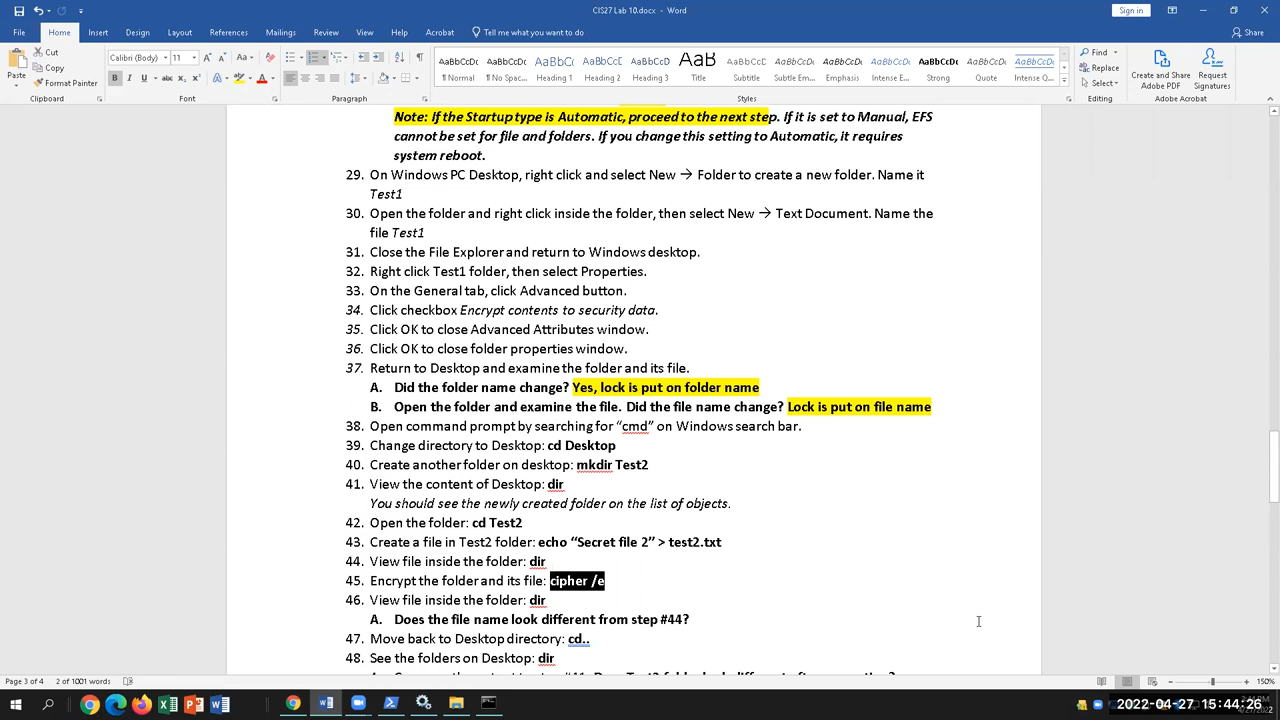 CIS27 Lab 10.docx - Word
Sign in
File Home Insert Draw Design Layout References Mailings Review View Help Acrobat Tell me what you want to do Share
Paste Cut Copy Format Painter
Calibri (Body) 11
AaBbCcDc AaBbCcDc AaBbC( AaBbCcC AaBbCcD AaB AaBbCcD AaBbCcDc AaBbCcDc AaBbCcDc AaBbCcDc AaBbCcDc AaBbCcDc
¶ Normal ¶ No Spac... Heading 1 Heading 2 Heading 3 Title Subtitle Subtle Em... Emphasis Intense E... Strong Quote Intense Q...
Find Replace Select
Create and Share Adobe PDF Request Signatures
Clipboard Font Paragraph Styles Editing Adobe Acrobat
Note: If the Startup type is Automatic, proceed to the next step. If it is set to Manual, EFS
cannot be set for file and folders. If you change this setting to Automatic, it requires
system reboot.
29. On Windows PC Desktop, right click and select New → Folder to create a new folder. Name it
Test1
30. Open the folder and right click inside the folder, then select New → Text Document. Name the
file Test1
31. Close the File Explorer and return to Windows desktop.
32. Right click Test1 folder, then select Properties.
33. On the General tab, click Advanced button.
34. Click checkbox Encrypt contents to security data.
35. Click OK to close Advanced Attributes window.
36. Click OK to close folder properties window.
37. Return to Desktop and examine the folder and its file.
A. Did the folder name change? Yes, lock is put on folder name
B. Open the folder and examine the file. Did the file name change? Lock is put on file name
38. Open command prompt by searching for “cmd” on Windows search bar.
39. Change directory to Desktop: cd Desktop
40. Create another folder on desktop: mkdir Test2
41. View the content of Desktop: dir
You should see the newly created folder on the list of objects.
42. Open the folder: cd Test2
43. Create a file in Test2 folder: echo “Secret file 2” > test2.txt
44. View file inside the folder: dir
45. Encrypt the folder and its file: cipher /e
46. View file inside the folder: dir
A. Does the file name look different from step #44?
47. Move back to Desktop directory: cd..
48. See the folders on Desktop: dir
Page 3 of 4 2 of 1001 words 150%
2022-04-27 15:44:26